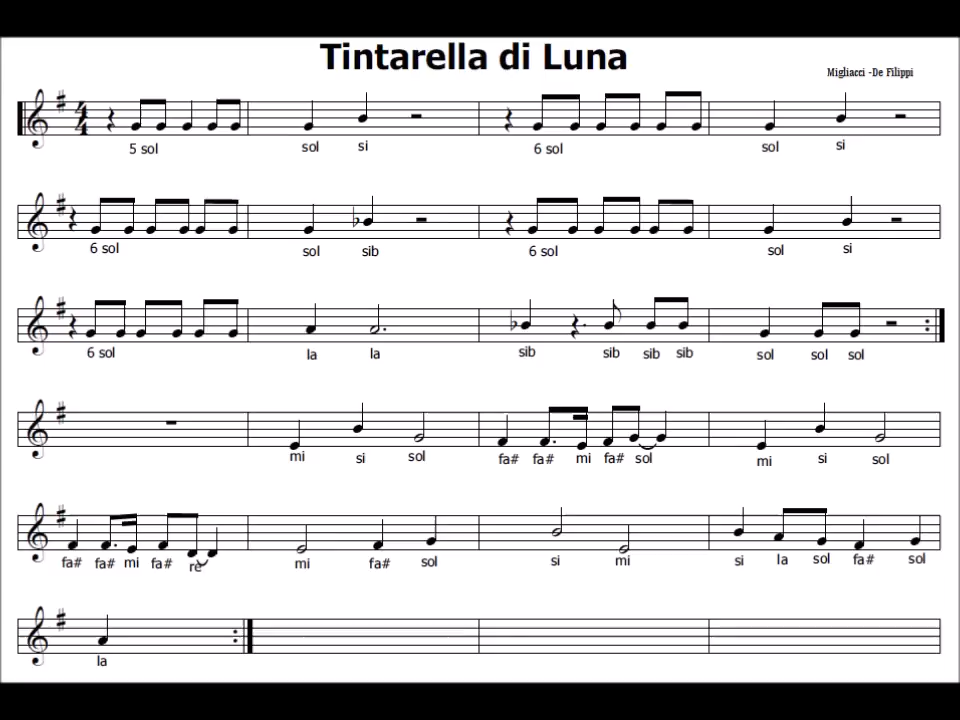 Tintarella di Luna
Migliacci -De Filippi
4
4
5 sol sol si 6 sol sol si
6 sol sol sib 6 sol sol si
6 sol la la sib sib sib sib sol sol sol
mi si sol fa# fa# mi fa# sol mi si sol
fa# fa# mi fa# re mi fa# sol si mi si la sol fa# sol
la